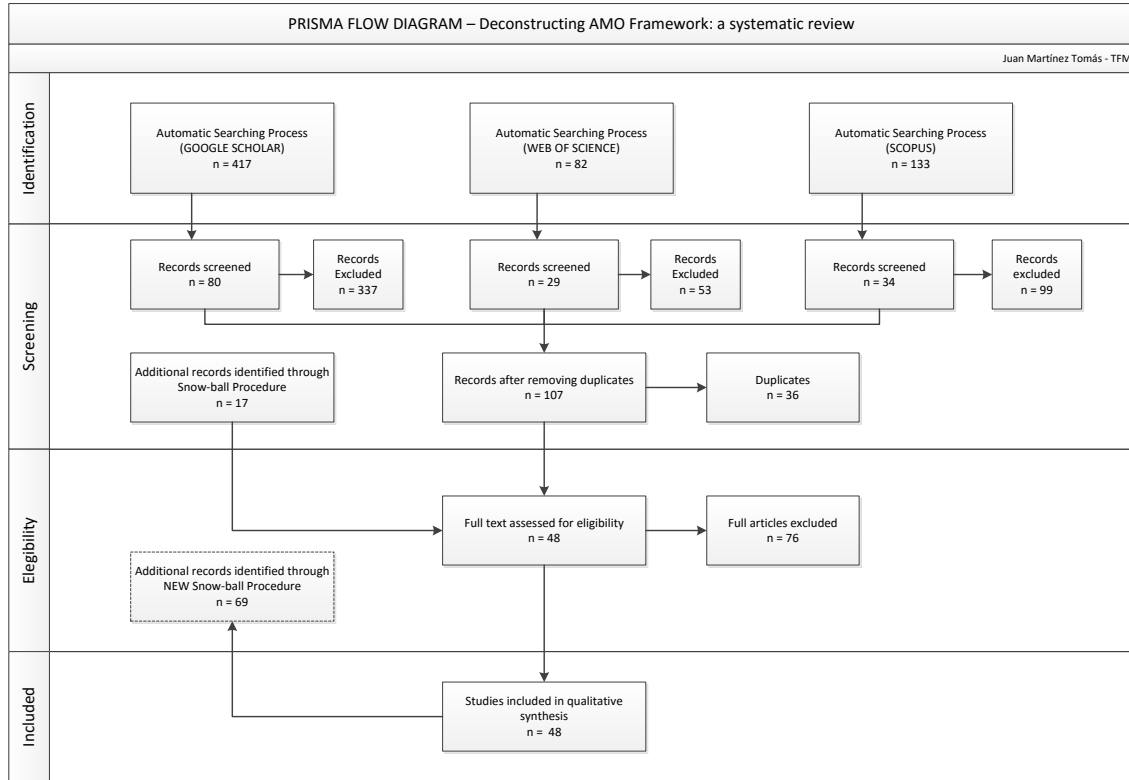 PRISMA FLOW DIAGRAM – Deconstructing AMO Framework: a systematic review
Juan Martínez Tomás - TFM
Identification
Automatic Searching Process
(GOOGLE SCHOLAR)
n = 417
Automatic Searching Process
(WEB OF SCIENCE)
n = 82
Automatic Searching Process
(SCOPUS)
n = 133
Screening
Records screened
n = 80
Records
Excluded
n = 337
Records screened
n = 29
Records
Excluded
n = 53
Records screened
n = 34
Records
excluded
n = 99
Additional records identified through
Snow-ball Procedure
n = 17
Records after removing duplicates
n = 107
Duplicates
n = 36
Elegibility
Full text assessed for eligibility
n = 48
Full articles excluded
n = 76
Additional records identified through
NEW Snow-ball Procedure
n = 69
Included
Studies included in qualitative
synthesis
n = 48